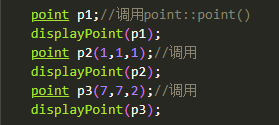 point p1;//调用point::point()
displayPoint(p1);
point p2(1,1,1);//调用
displayPoint(p2);
point p3(7,7,2);//调用
displayPoint(p3);